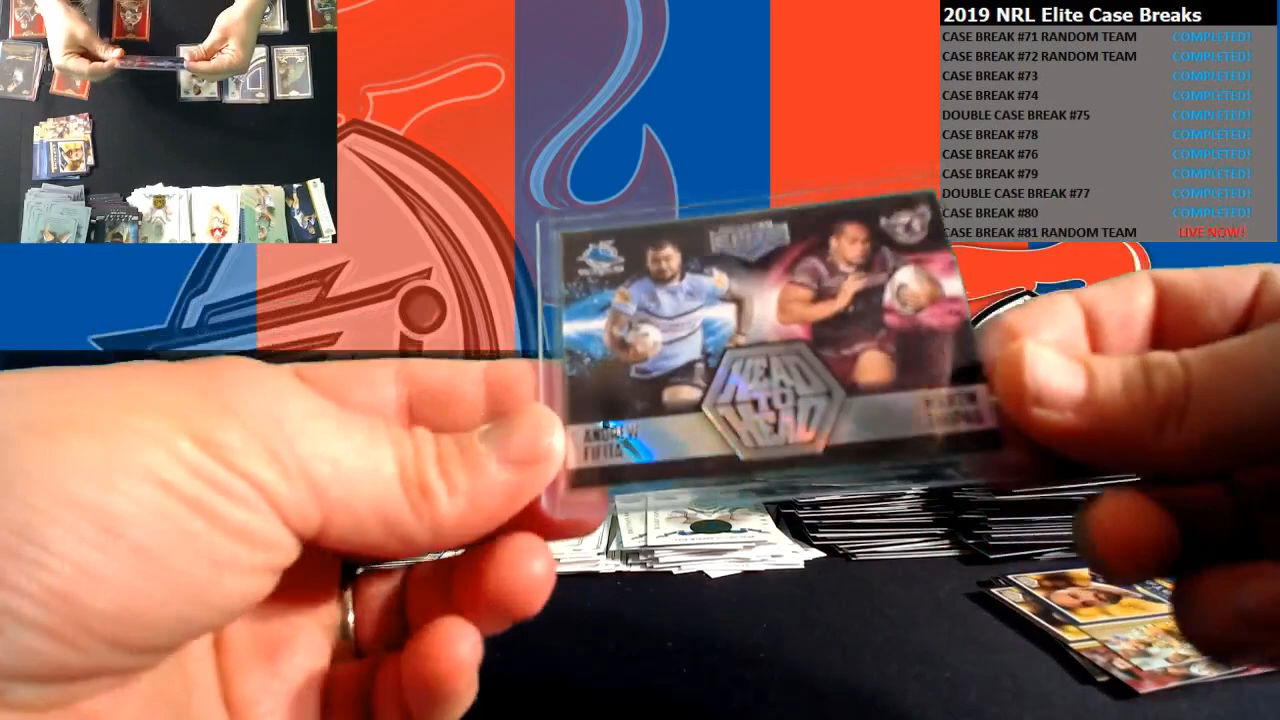 2019 NRL Elite Case Breaks
CASE BREAK #71 RANDOM TEAM COMPLETED!
CASE BREAK #72 RANDOM TEAM COMPLETED!
CASE BREAK #73 COMPLETED!
CASE BREAK #74 COMPLETED!
DOUBLE CASE BREAK #75 COMPLETED!
CASE BREAK #78 COMPLETED!
CASE BREAK #76 COMPLETED!
CASE BREAK #79 COMPLETED!
DOUBLE CASE BREAK #77 COMPLETED!
CASE BREAK #80 COMPLETED!
CASE BREAK #81 RANDOM TEAM LIVE NOW!
HEAD
TO
HEAD
ANDREW
FIFITA